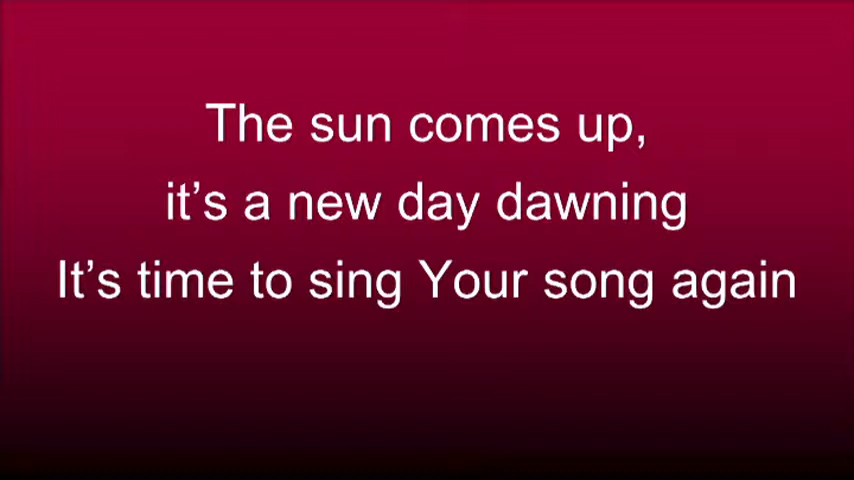 The sun comes up,
it’s a new day dawning
It’s time to sing Your song again